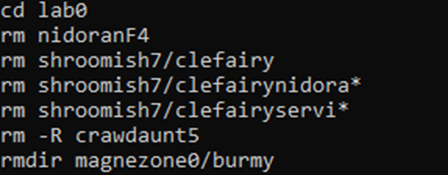 cd lab0
rm nidoranF4
rm shroomish7/clefairy
rm shroomish7/clefairynidora*
rm shroomish7/clefairyservi*
rm -R crawdaunt5
rmdir magnezone0/burmy